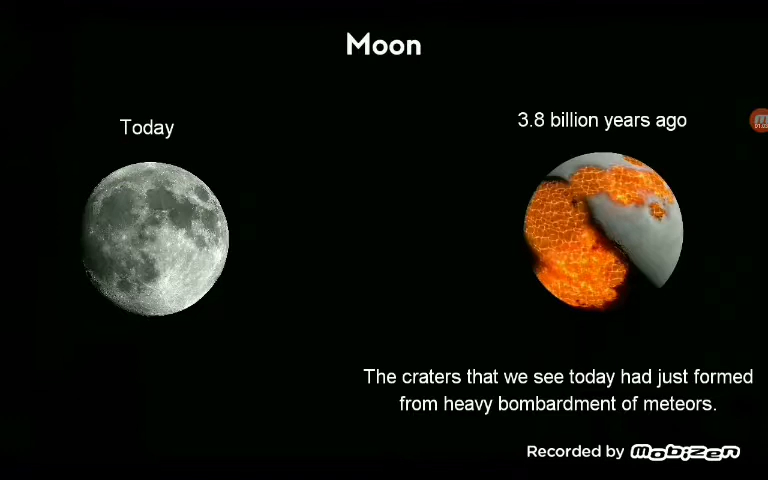 Moon
Today
3.8 billion years ago
The craters that we see today had just formed
from heavy bombardment of meteors.
Recorded by mobizen